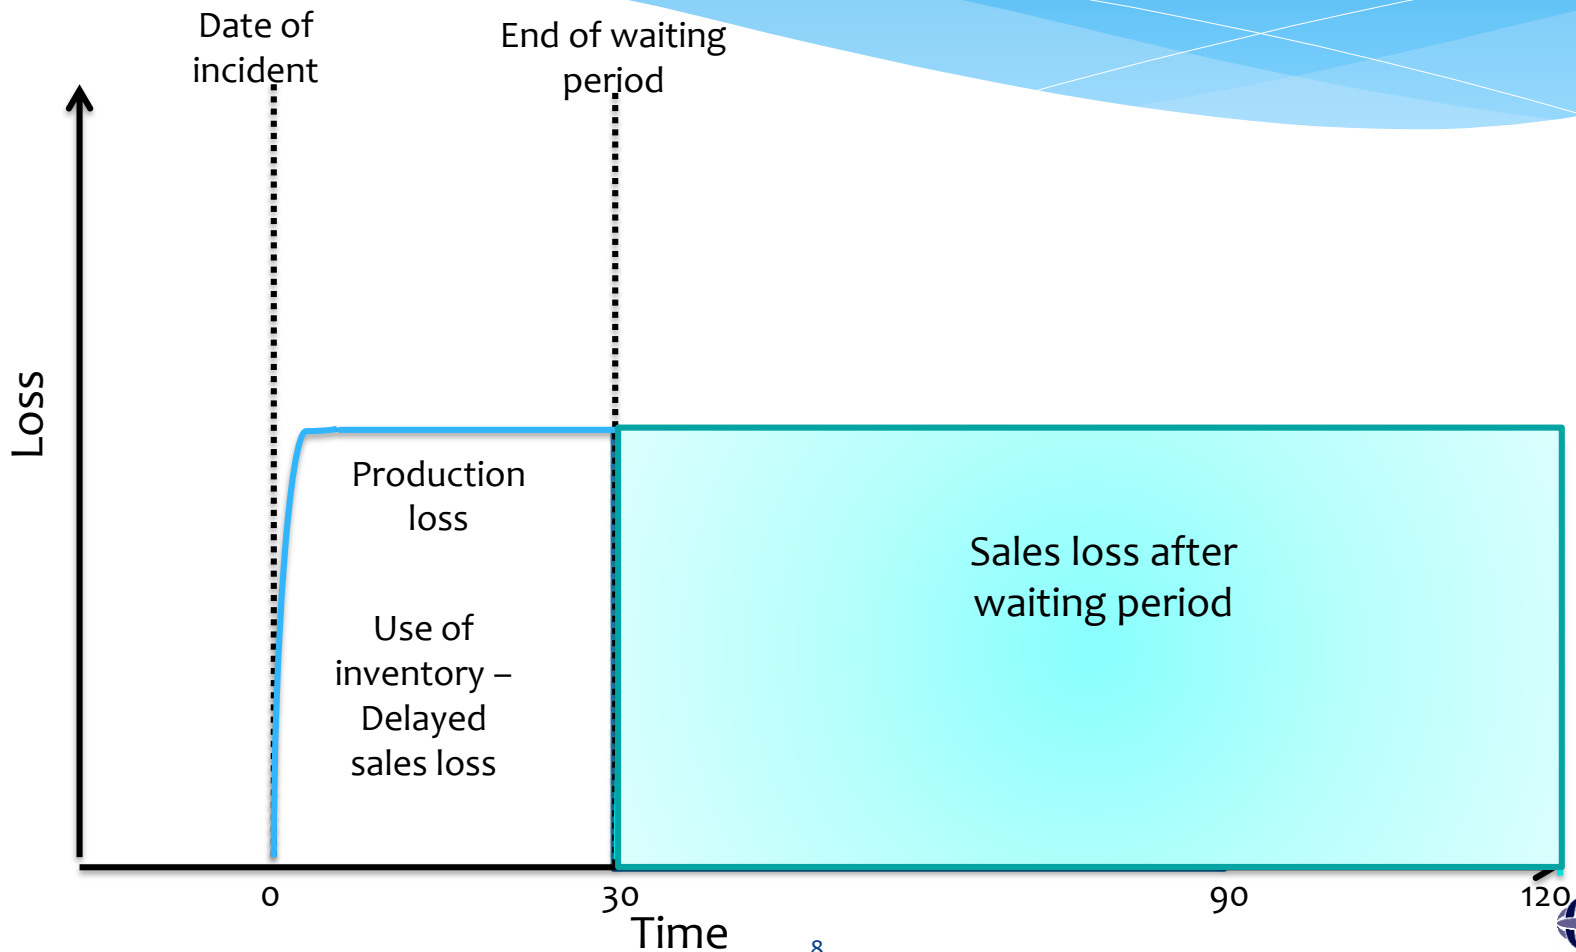 Date of
incident
End of waiting
period
Loss
Production
loss
Use of
inventory –
Delayed
sales loss
Sales loss after
waiting period
0
30
90
120
Time
8